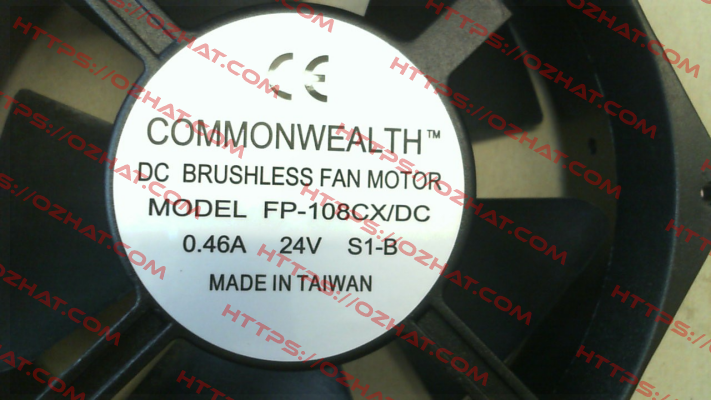 CE
COMMONWEALTH™
DC BRUSHLESS FAN MOTOR
MODEL FP-108CX/DC
0.46A 24V S1-B
MADE IN TAIWAN
HTTPS://OZHAT.COM